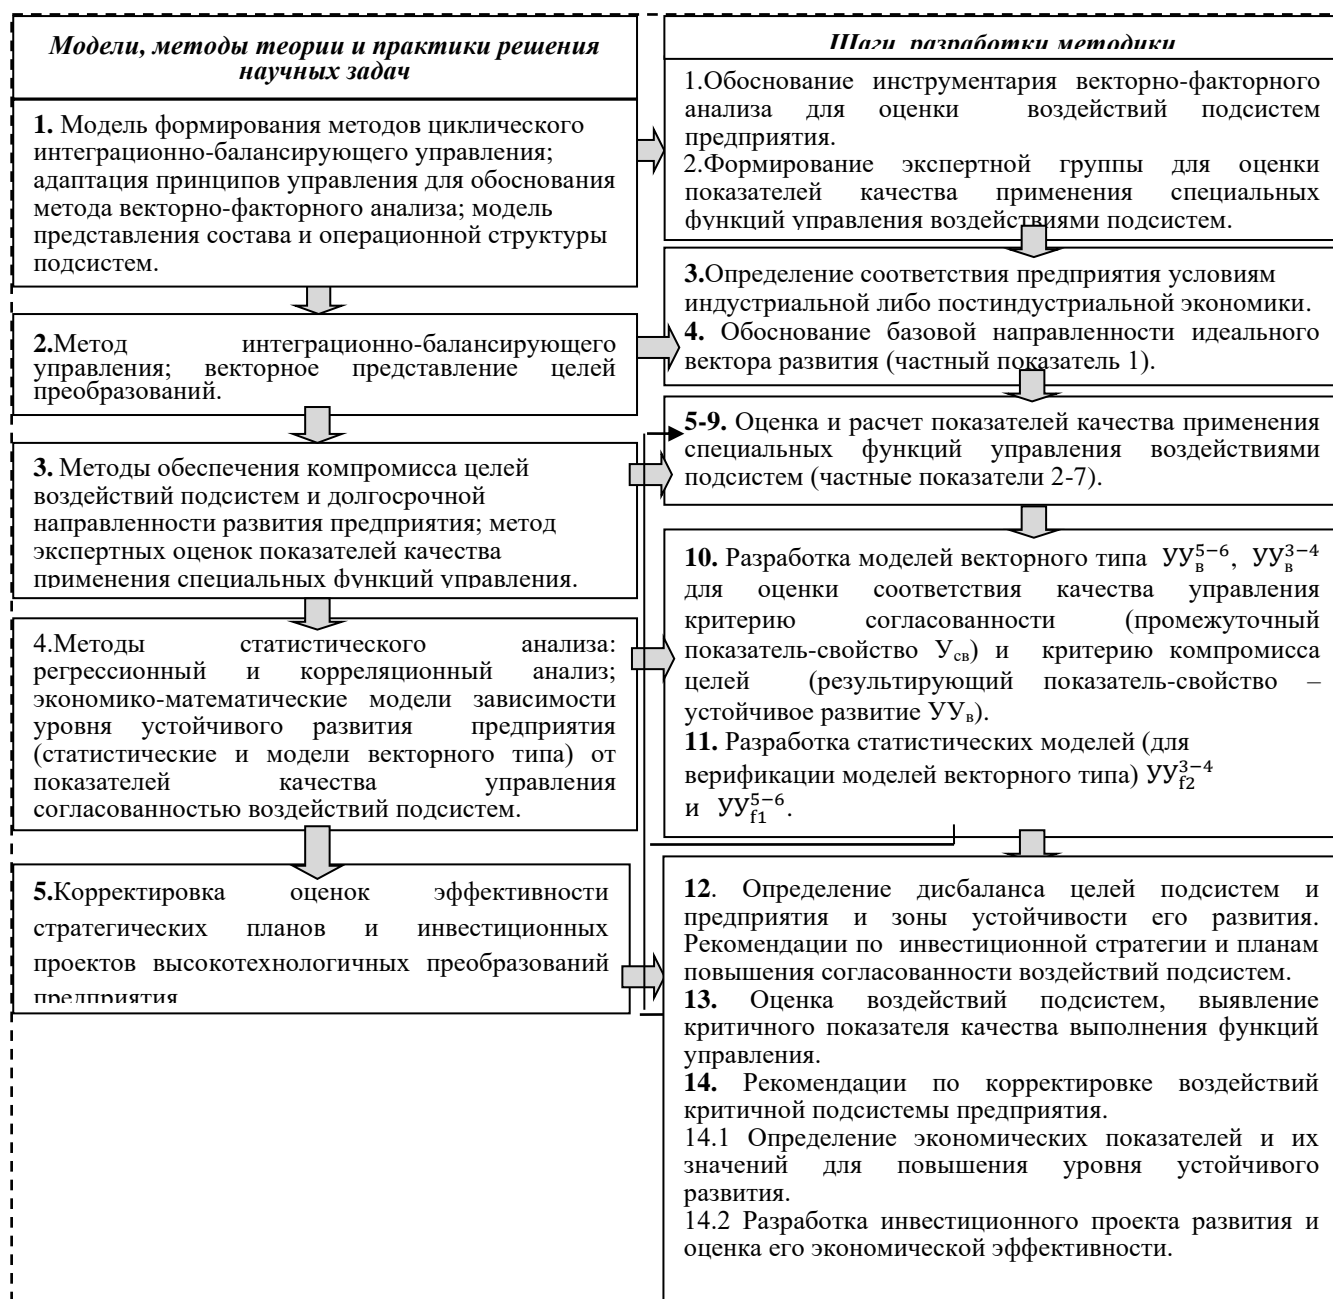 Модели, методы теории и практики решения
научных задач
1. Модель формирования методов циклического
интеграционно-балансирующего управления;
адаптация принципов управления для обоснования
метода векторно-факторного анализа; модель
представления состава и операционной структуры
подсистем.
2.Метод интеграционно-балансирующего
управления; векторное представление целей
преобразований.
3. Методы обеспечения компромисса целей
воздействий подсистем и долгосрочной
направленности развития предприятия; метод
экспертных оценок показателей качества
применения специальных функций управления.
4.Методы статистического анализа:
регрессионный и корреляционный анализ;
экономико-математические модели зависимости
уровня устойчивого развития предприятия
(статистические и модели векторного типа) от
показателей качества управления
согласованностью воздействий подсистем.
5.Корректировка оценок эффективности
стратегических планов и инвестиционных
проектов высокотехнологичных преобразований
предприятия
Шаги разработки методики
1.Обоснование инструментария векторно-факторного
анализа для оценки воздействий подсистем
предприятия.
2.Формирование экспертной группы для оценки
показателей качества применения специальных
функций управления воздействиями подсистем.
3.Определение соответствия предприятия условиям
индустриальной либо постиндустриальной экономики.
4. Обоснование базовой направленности идеального
вектора развития (частный показатель 1).
5-9. Оценка и расчет показателей качества применения
специальных функций управления воздействиями
подсистем (частные показатели 2-7).
10. Разработка моделей векторного типа УУ_в^{5−6}, УУ_в^{3−4}
для оценки соответствия качества управления
критерию согласованности (промежуточный
показатель-свойство У_св) и критерию компромисса
целей (результирующий показатель-свойство –
устойчивое развитие УУ_в).
11. Разработка статистических моделей (для
верификации моделей векторного типа) УУ_{f2}^{3−4}
и УУ_{f1}^{5−6}.
12. Определение дисбаланса целей подсистем и
предприятия и зоны устойчивости его развития.
Рекомендации по инвестиционной стратегии и планам
повышения согласованности воздействий подсистем.
13. Оценка воздействий подсистем, выявление
критичного показателя качества выполнения функций
управления.
14. Рекомендации по корректировке воздействий
критичной подсистемы предприятия.
14.1 Определение экономических показателей и их
значений для повышения уровня устойчивого
развития.
14.2 Разработка инвестиционного проекта развития и
оценка его экономической эффективности.